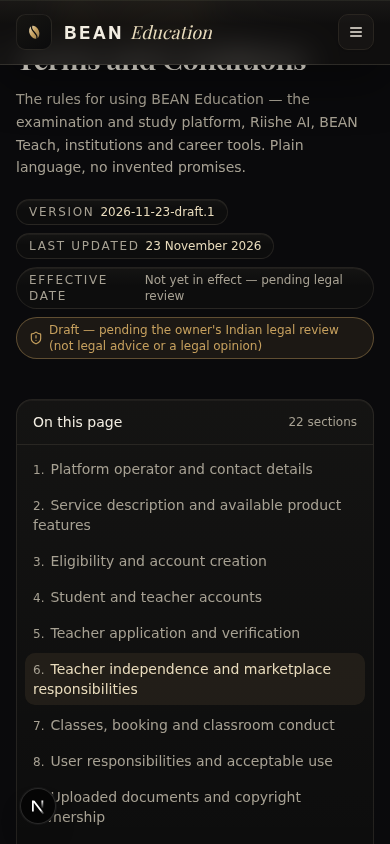 BEAN Education
Terms and Conditions
The rules for using BEAN Education — the
examination and study platform, Riishe AI, BEAN
Teach, institutions and career tools. Plain
language, no invented promises.
VERSION 2026-11-23-draft.1
LAST UPDATED 23 November 2026
EFFECTIVE DATE Not yet in effect — pending legal review
Draft — pending the owner's Indian legal review
(not legal advice or a legal opinion)
On this page 22 sections
1. Platform operator and contact details
2. Service description and available product
features
3. Eligibility and account creation
4. Student and teacher accounts
5. Teacher application and verification
6. Teacher independence and marketplace
responsibilities
7. Classes, booking and classroom conduct
8. User responsibilities and acceptable use
N Uploaded documents and copyright